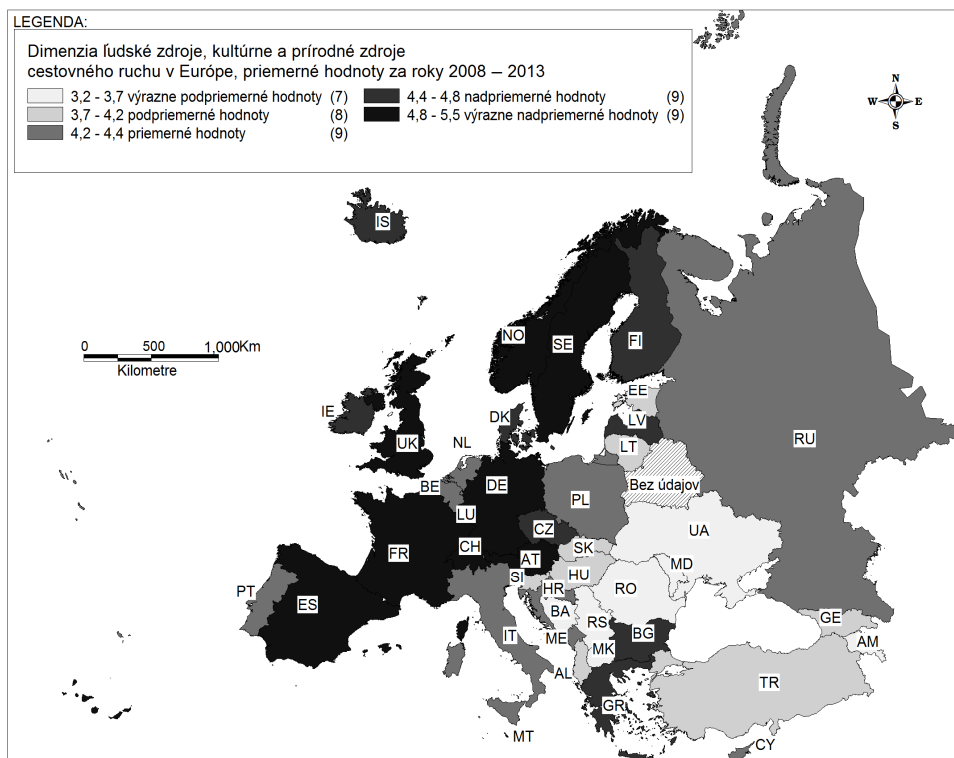 LEGENDA:
Dimenzia ľudské zdroje, kultúrne a prírodné zdroje
cestovného ruchu v Európe, priemerné hodnoty za roky 2008 – 2013
3,2 - 3,7 výrazne podpriemerné hodnoty (7)
3,7 - 4,2 podpriemerné hodnoty (8)
4,2 - 4,4 priemerné hodnoty (9)
4,4 - 4,8 nadpriemerné hodnoty (9)
4,8 - 5,5 výrazne nadpriemerné hodnoty (9)
N
W E
S
IS
0 500 1,000Km
Kilometre
NO
SE
FI
EE
IE
DK
LV
RU
UK
NL
LT
BE
DE
PL
Bez údajov
LU
CZ
UA
FR
CH
AT
SK
MD
SI
HU
PT
ES
HR
RO
BA
RS
BG
GE
IT
ME
MK
AM
AL
TR
GR
MT
CY